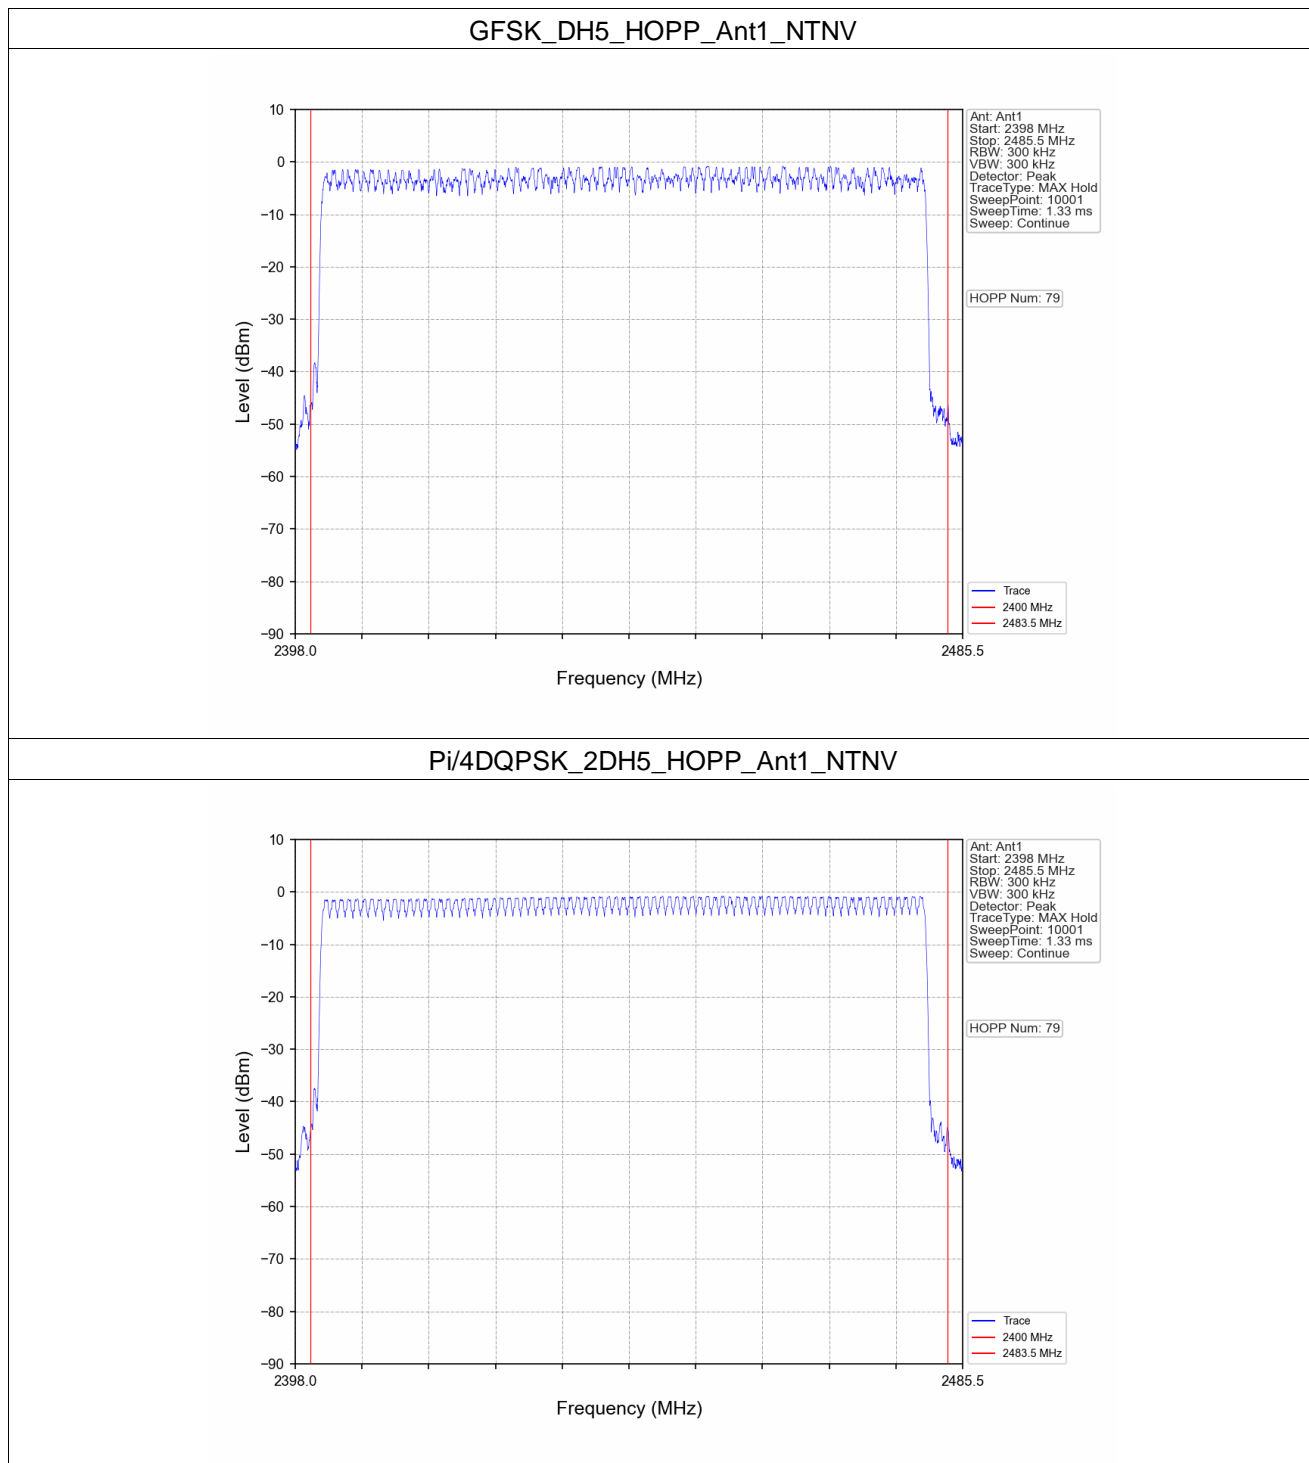 GFSK_DH5_HOPP_Ant1_NTNV
10
0
−10
−20
−30
−40
−50
−60
−70
−80
−90
Level (dBm)
2398.0
2485.5
Frequency (MHz)
Ant: Ant1
Start: 2398 MHz
Stop: 2485.5 MHz
RBW: 300 kHz
VBW: 300 kHz
Detector: Peak
TraceType: MAX Hold
SweepPoint: 10001
SweepTime: 1.33 ms
Sweep: Continue
HOPP Num: 79
Trace
2400 MHz
2483.5 MHz
Pi/4DQPSK_2DH5_HOPP_Ant1_NTNV
10
0
−10
−20
−30
−40
−50
−60
−70
−80
−90
Level (dBm)
2398.0
2485.5
Frequency (MHz)
Ant: Ant1
Start: 2398 MHz
Stop: 2485.5 MHz
RBW: 300 kHz
VBW: 300 kHz
Detector: Peak
TraceType: MAX Hold
SweepPoint: 10001
SweepTime: 1.33 ms
Sweep: Continue
HOPP Num: 79
Trace
2400 MHz
2483.5 MHz